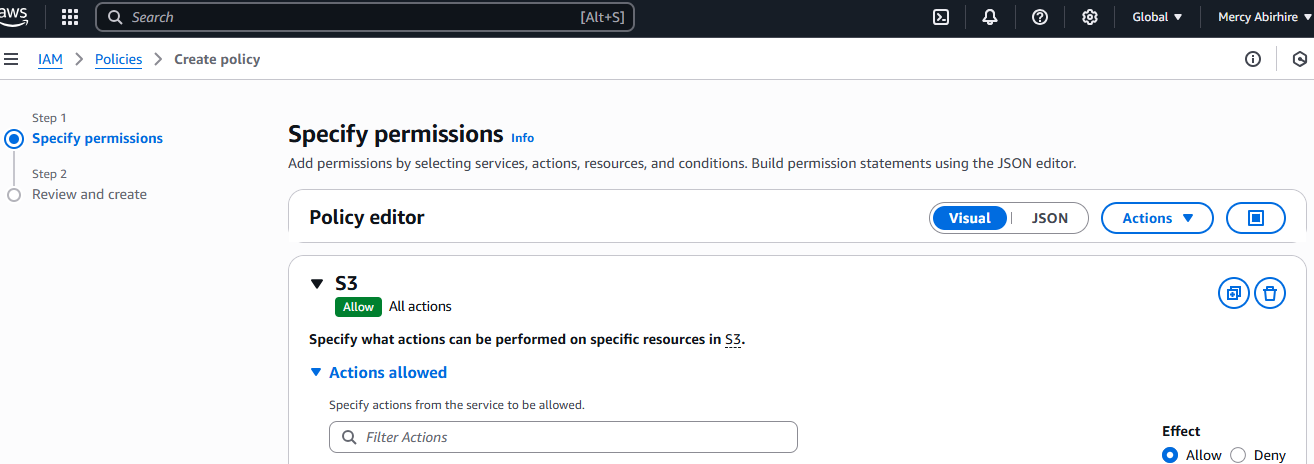 aws Search [Alt+S] Global Mercy Abirhire
IAM Policies Create policy
Step 1
Specify permissions
Step 2
Review and create
Specify permissions Info
Add permissions by selecting services, actions, resources, and conditions. Build permission statements using the JSON editor.
Policy editor Visual JSON Actions
S3
Allow All actions
Specify what actions can be performed on specific resources in S3.
Actions allowed
Specify actions from the service to be allowed.
Filter Actions
Effect
Allow Deny